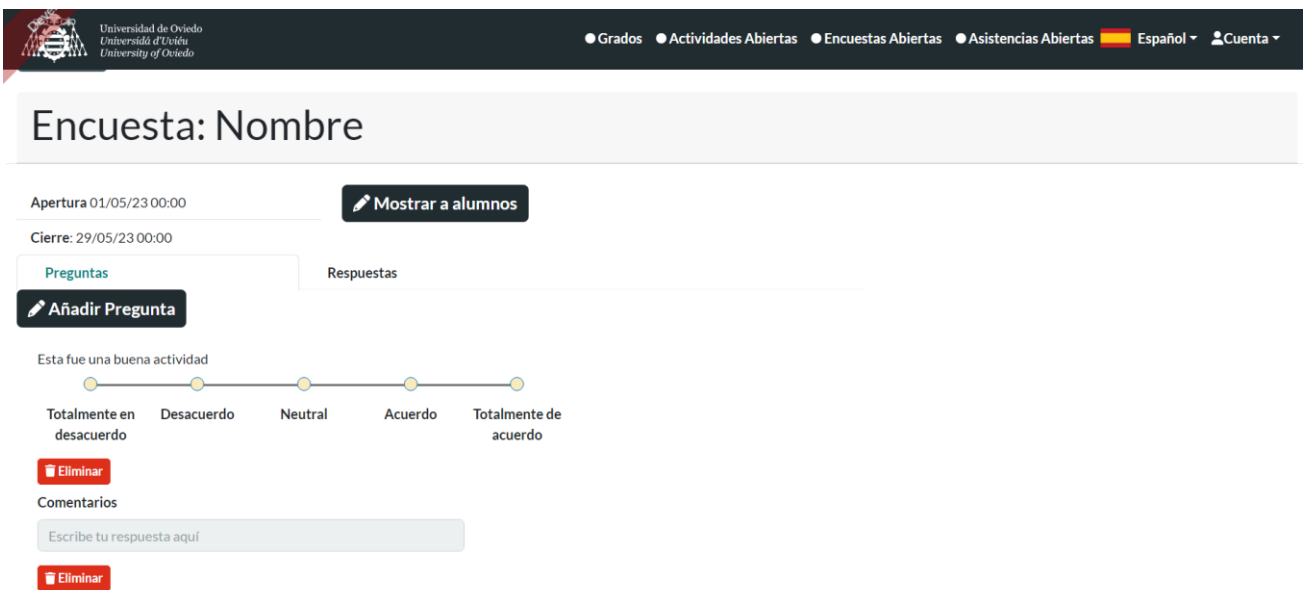 Universidad de Oviedo
Universidá d'Uviéu
University of Oviedo
Grados Actividades Abiertas Encuestas Abiertas Asistencias Abiertas Español Cuenta
Encuesta: Nombre
Apertura 01/05/23 00:00
Mostrar a alumnos
Cierre: 29/05/23 00:00
Preguntas Respuestas
Añadir Pregunta
Esta fue una buena actividad
Totalmente en desacuerdo Desacuerdo Neutral Acuerdo Totalmente de acuerdo
Eliminar
Comentarios
Escribe tu respuesta aquí
Eliminar